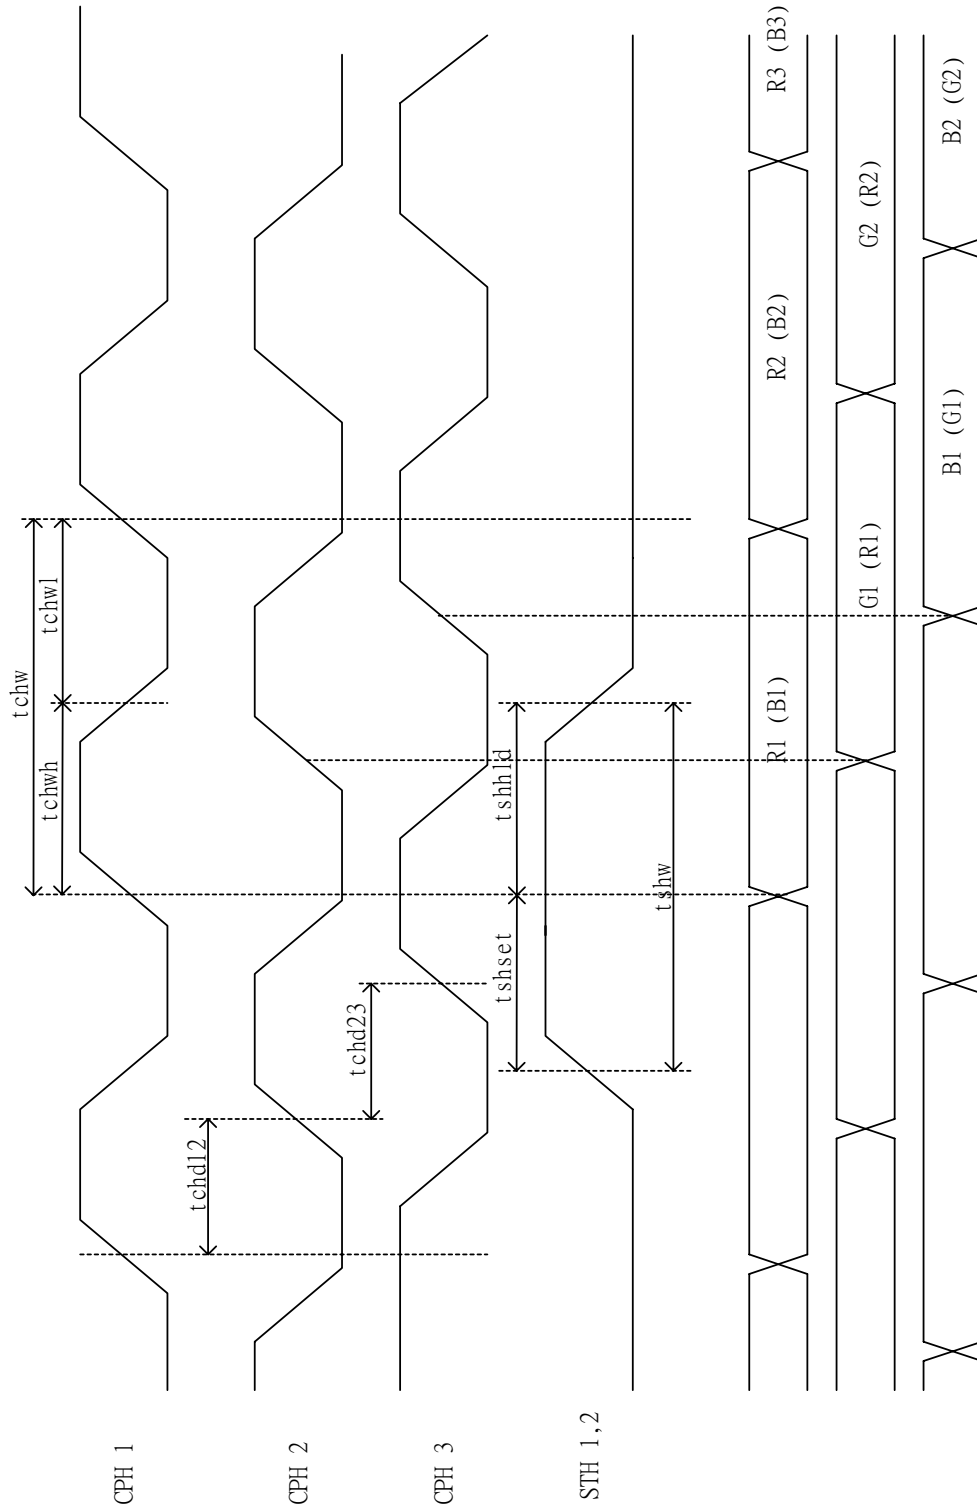 tchw
tchwh
tchwl
CPH 1
tchd12
CPH 2
tchd23
CPH 3
tshset
tshhld
STH 1,2
tshw
R1 (B1)
R2 (B2)
R3 (B3)
G1 (R1)
G2 (R2)
B1 (G1)
B2 (G2)